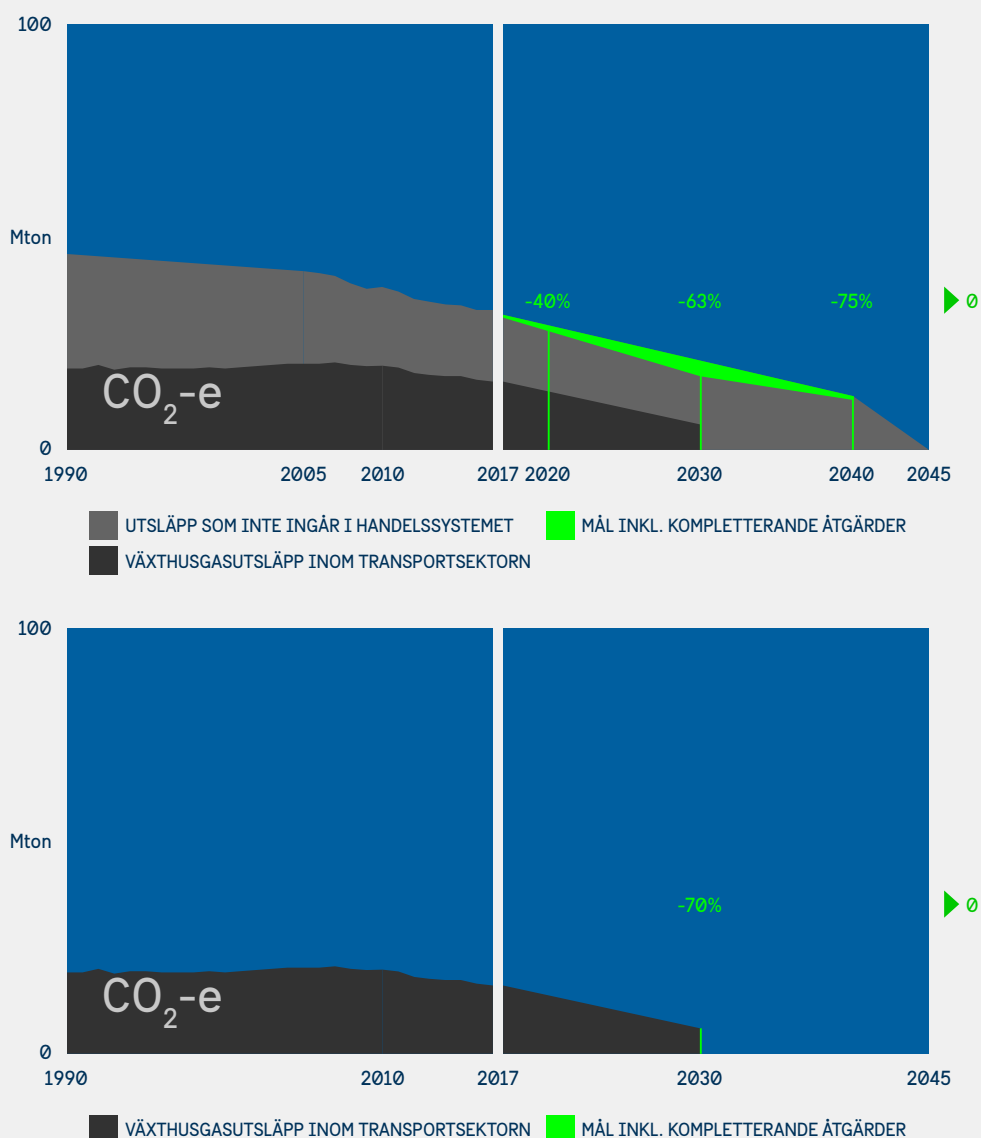 100
Mton
-40% -63% -75% 0
CO2-e
0
1990 2005 2010 2017 2020 2030 2040 2045
UTSLÄPP SOM INTE INGÅR I HANDELSSYSTEMET MÅL INKL. KOMPLETTERANDE ÅTGÄRDER
VÄXTHUSGASUTSLÄPP INOM TRANSPORTSEKTORN
100
Mton
-70% 0
CO2-e
0
1990 2010 2017 2030 2045
VÄXTHUSGASUTSLÄPP INOM TRANSPORTSEKTORN MÅL INKL. KOMPLETTERANDE ÅTGÄRDER